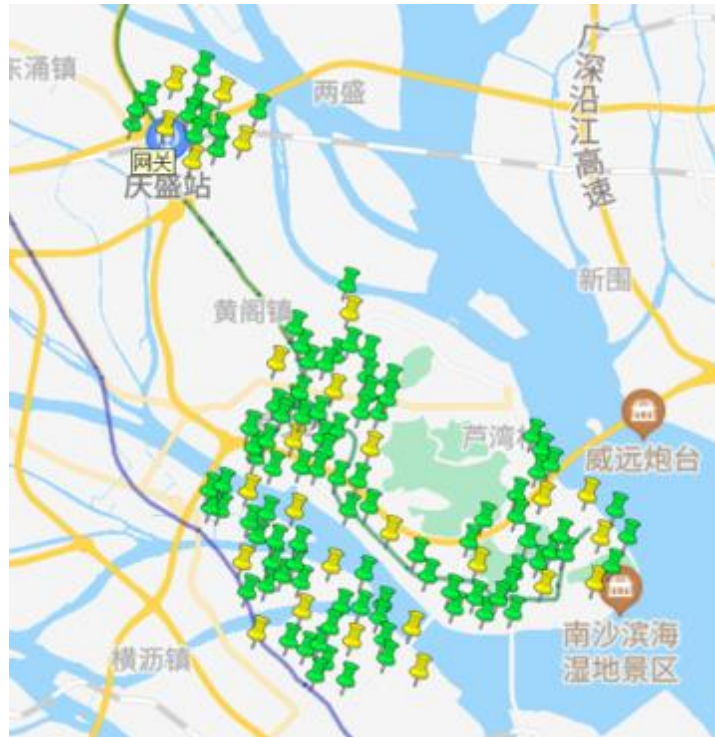 东涌镇
两盛
广深沿江高速
网关
庆盛站
新围
黄阁镇
芦湾
威远炮台
横沥镇
南沙滨海
湿地景区